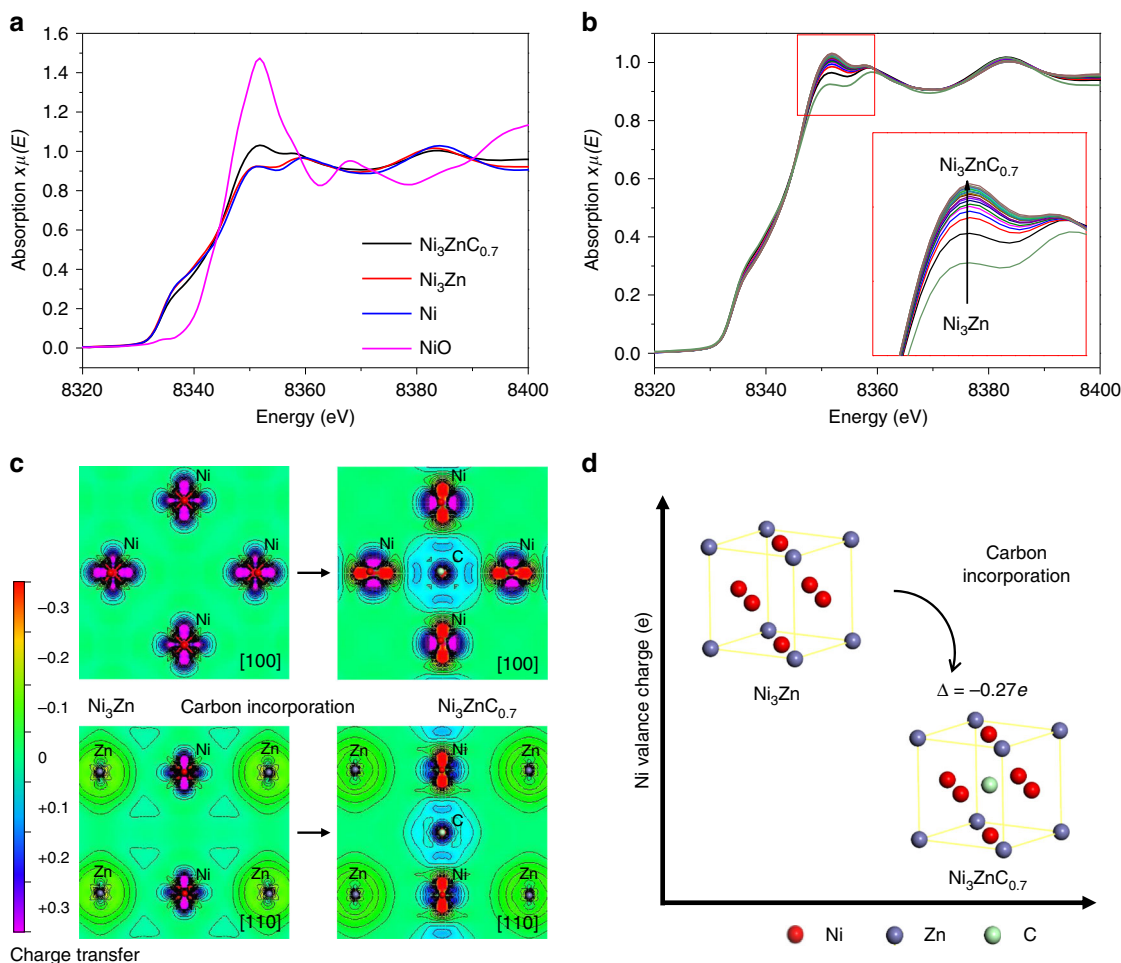 a
1.6
1.4
1.2
1.0
0.8
0.6
0.4
0.2
0.0
Absorption xμ(E)
Ni₃ZnC₀.₇
Ni₃Zn
Ni
NiO
8320 8340 8360 8380 8400
Energy (eV)
b
1.0
0.8
0.6
0.4
0.2
0.0
Absorption xμ(E)
Ni₃ZnC₀.₇
Ni₃Zn
8320 8340 8360 8380 8400
Energy (eV)
c
Ni
Ni Ni
Ni
[100]
Ni
Ni C Ni
Ni
[100]
Ni₃Zn Carbon incorporation Ni₃ZnC₀.₇
Zn Ni Zn
Zn Ni Zn
[110]
Zn Ni Zn
C
Zn Ni Zn
[110]
−0.3
−0.2
−0.1
0
+0.1
+0.2
+0.3
Charge transfer
d
Ni valance charge (e)
Carbon
incorporation
Ni₃Zn
Δ = −0.27e
Ni₃ZnC₀.₇
Ni Zn C